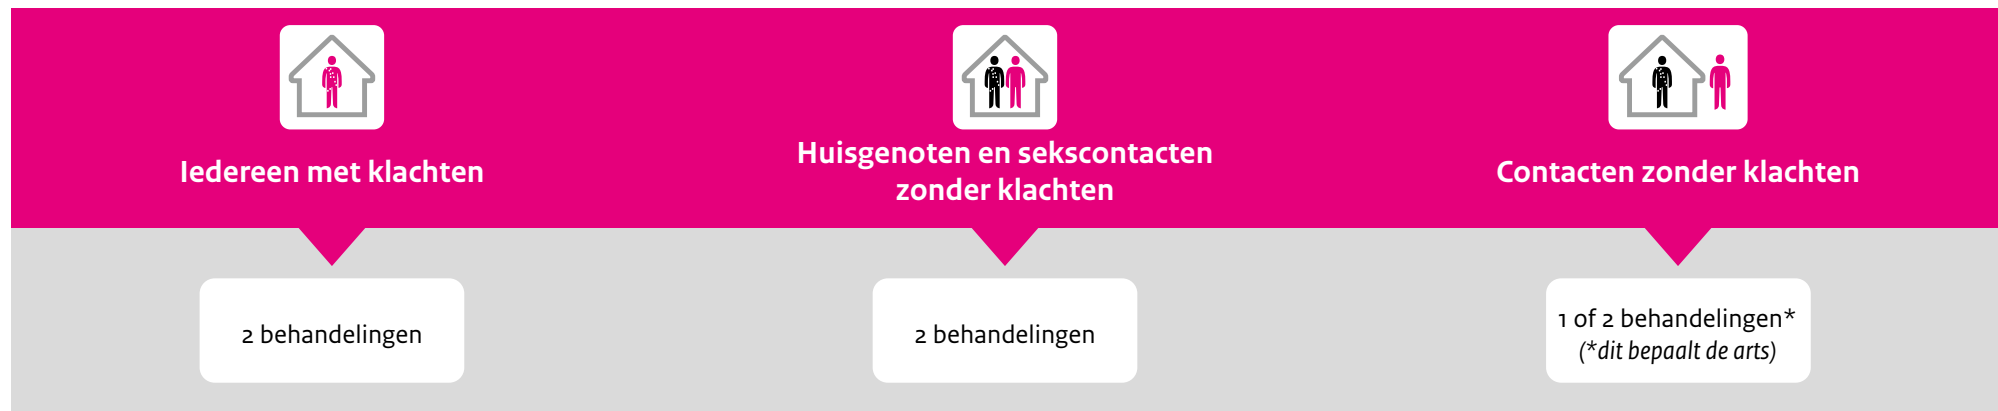 Iedereen met klachten
Huisgenoten en sekscontacten
zonder klachten
Contacten zonder klachten
2 behandelingen
2 behandelingen
1 of 2 behandelingen*
(*dit bepaalt de arts)